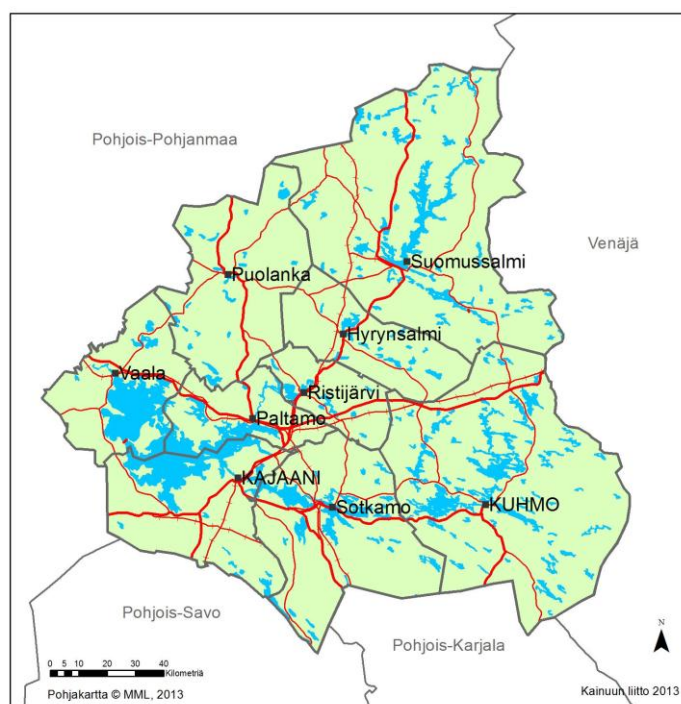 Pohjois-Pohjanmaa
Venäjä
Suomussalmi
Puolanka
Hyrynsalmi
Vaala
Ristijärvi
Paltamo
KAJAANI
Sotkamo
KUHMO
Pohjois-Savo
Pohjois-Karjala
N
0 5 10 20 30 40
Kilometriä
Pohjakartta © MML, 2013
Kainuun liitto 2013